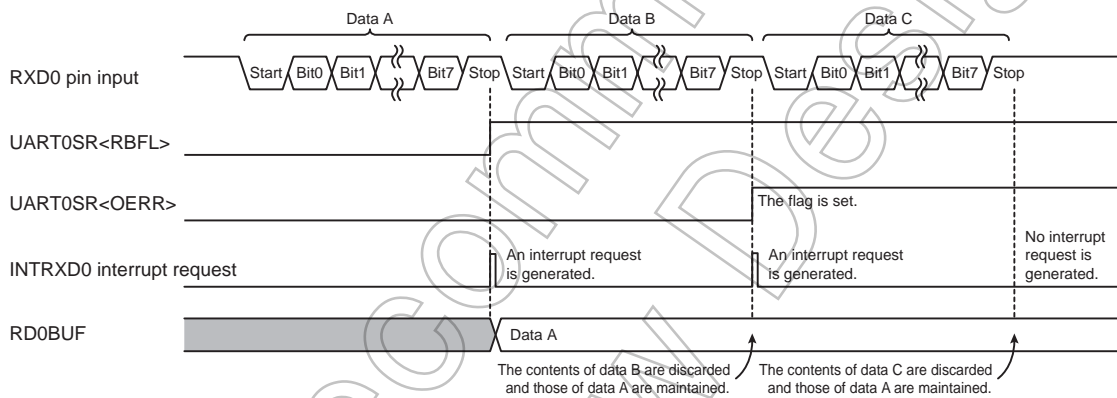 Data A Data B Data C
RXD0 pin input Start Bit0 Bit1 Bit7 Stop Start Bit0 Bit1 Bit7 Stop Start Bit0 Bit1 Bit7 Stop
UART0SR<RBFL>
UART0SR<OERR> The flag is set.
INTRXD0 interrupt request
An interrupt request
is generated.
An interrupt request
is generated.
No interrupt
request is
generated.
RD0BUF Data A
The contents of data B are discarded
and those of data A are maintained.
The contents of data C are discarded
and those of data A are maintained.